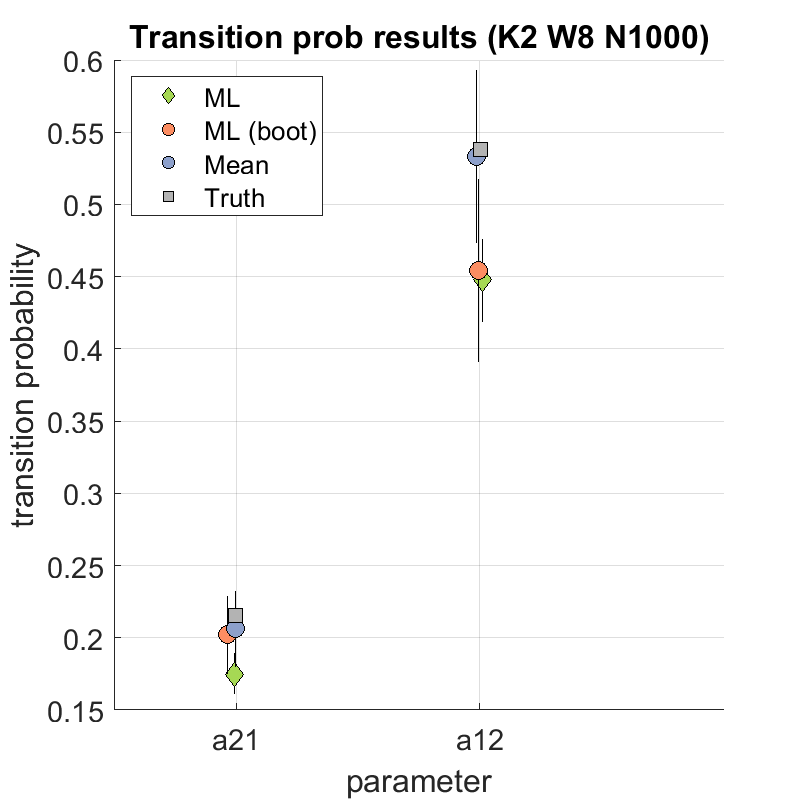 Transition prob results (K2 W8 N1000)
ML
ML (boot)
Mean
Truth
transition probability
0.6
0.55
0.5
0.45
0.4
0.35
0.3
0.25
0.2
0.15
a21
a12
parameter